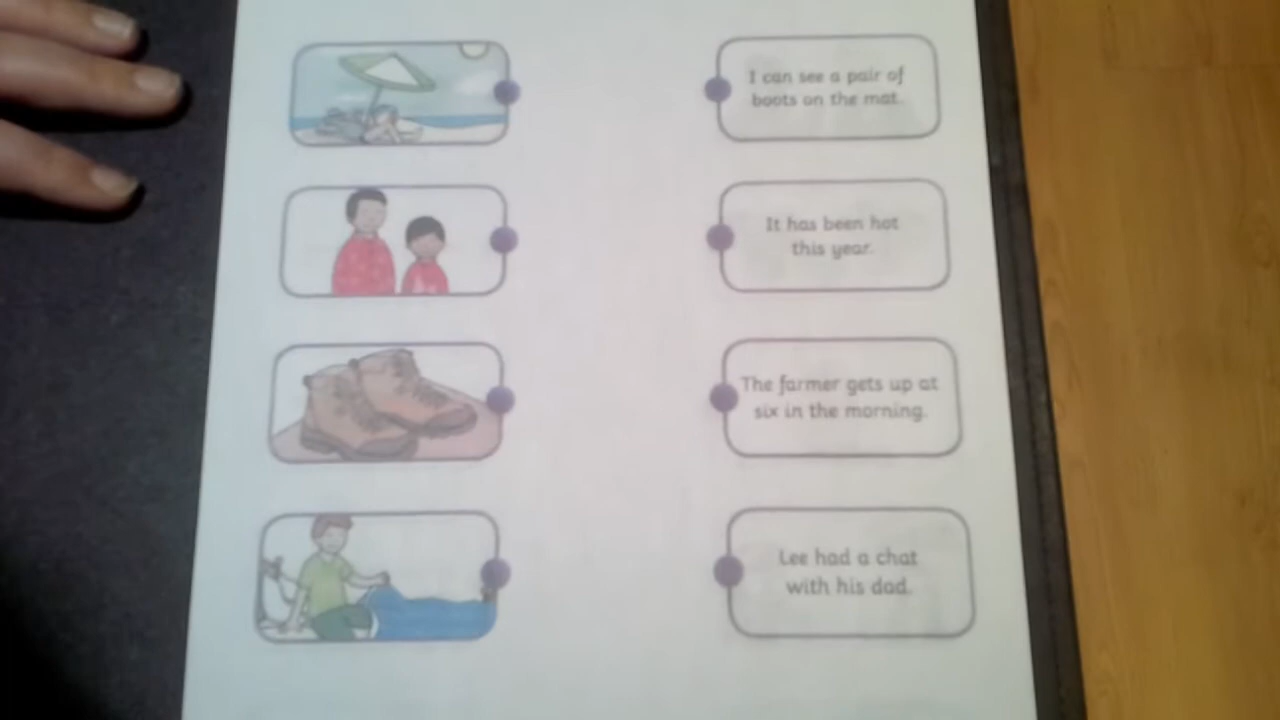 I can see a pair of
boots on the mat.
It has been hot
this year.
The farmer gets up at
six in the morning.
Lee had a chat
with his dad.